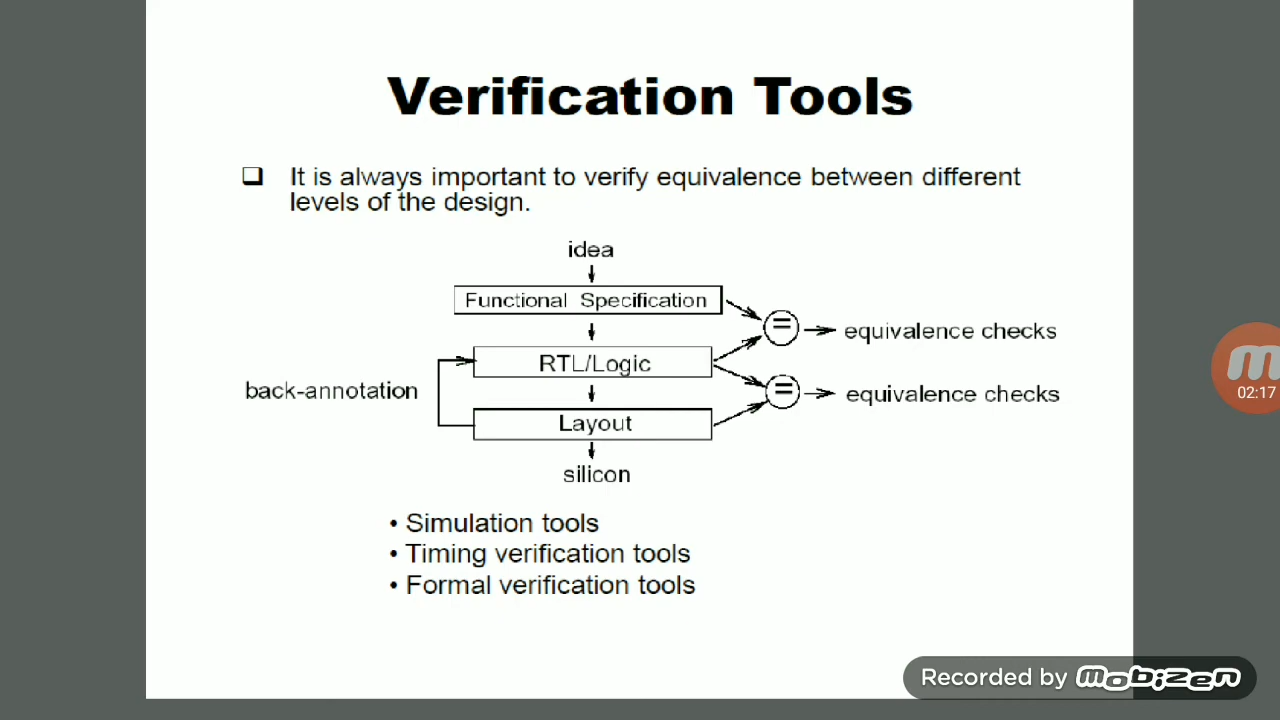 Verification Tools
❑ It is always important to verify equivalence between different
levels of the design.
idea
Functional Specification
= equivalence checks
RTL/Logic
back-annotation
= equivalence checks
Layout
silicon
• Simulation tools
• Timing verification tools
• Formal verification tools
02:17
Recorded by mobizen